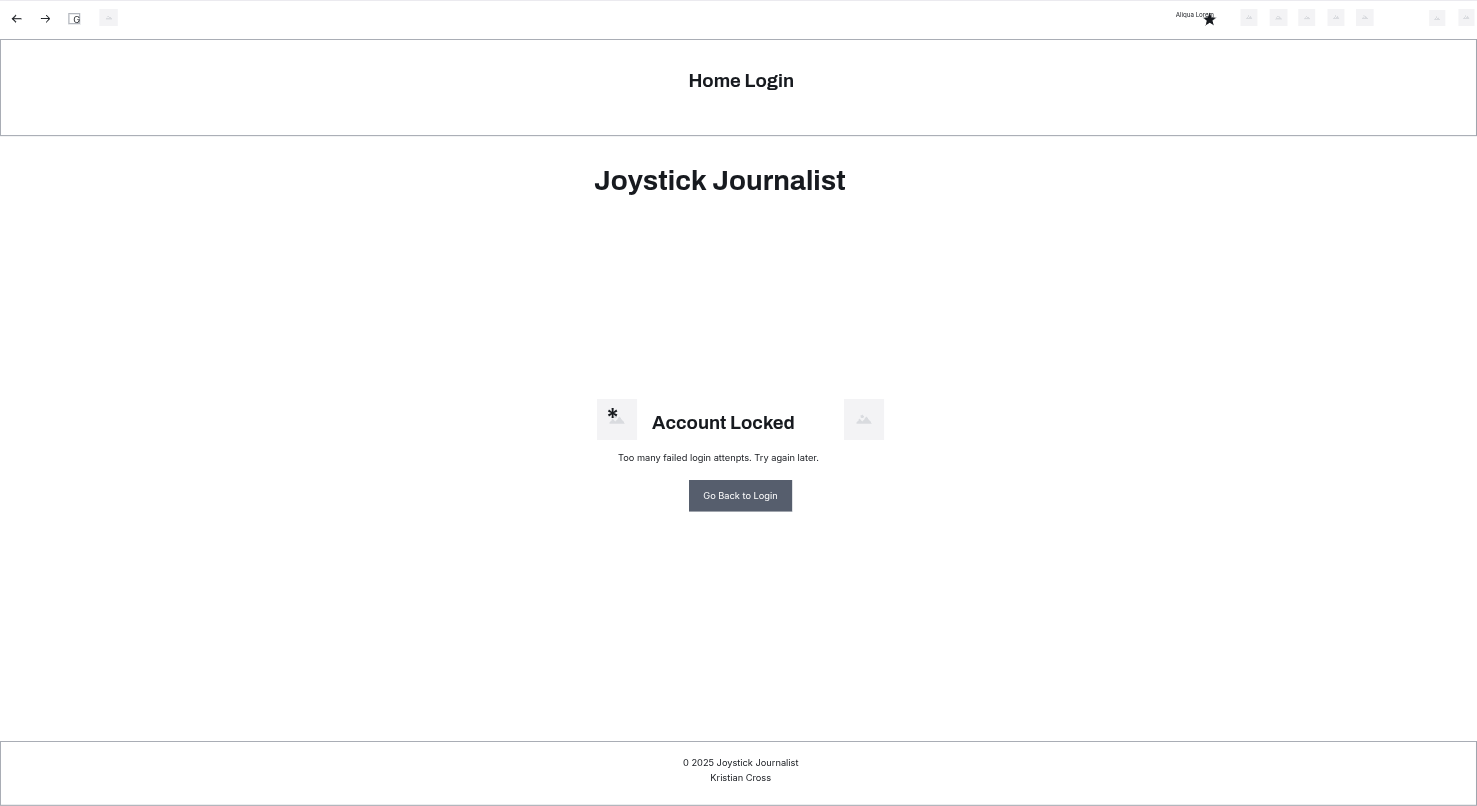 G
Aliqua Lorem
Home Login
Joystick Journalist
*
Account Locked
Too many failed login attenpts. Try again later.
Go Back to Login
0 2025 Joystick Journalist
Kristian Cross